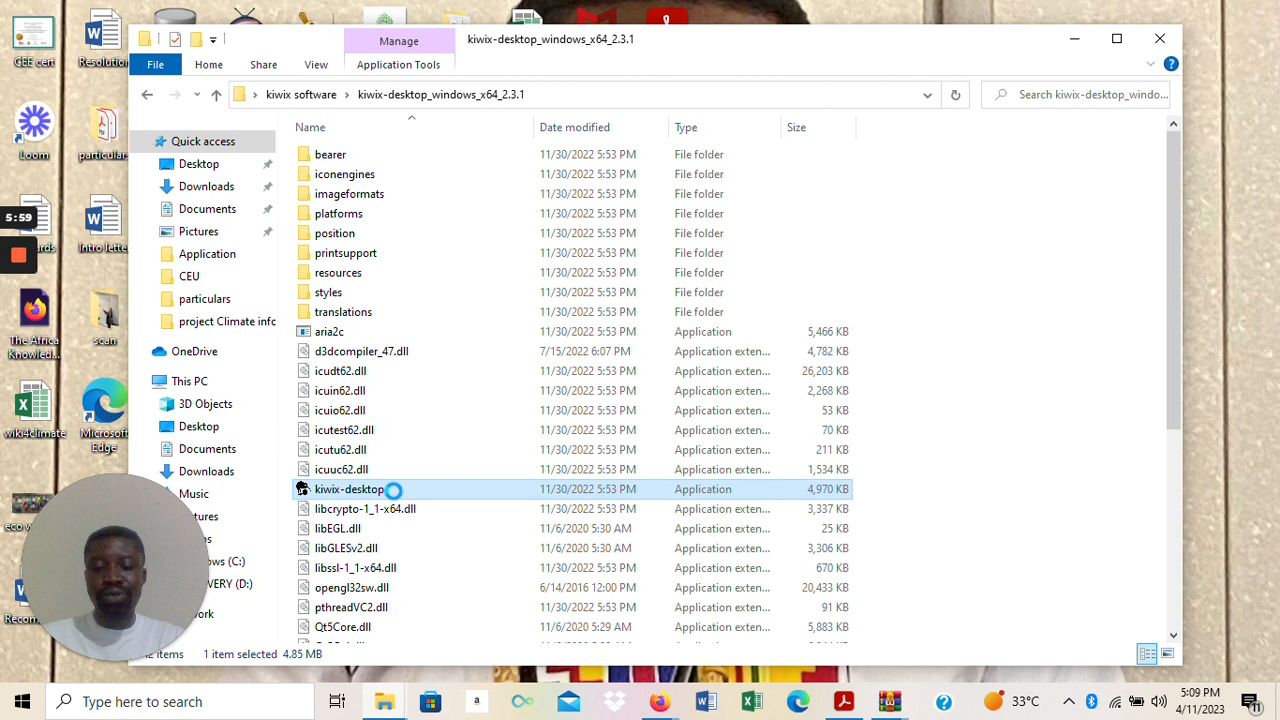 CEE cert
Resolution
Loom
particulars
Intro letter
The Africa
Knowled...
scan
wiki4climate
Microsoft
Edge
5:59
Manage
kiwix-desktop_windows_x64_2.3.1
File
Home
Share
View
Application Tools
kiwix software
kiwix-desktop_windows_x64_2.3.1
Search kiwix-desktop_windo...
Quick access
Desktop
Downloads
Documents
Pictures
Application
CEU
particulars
project Climate info
OneDrive
This PC
3D Objects
Desktop
Documents
Downloads
Music
Name Date modified Type Size
bearer 11/30/2022 5:53 PM File folder
iconengines 11/30/2022 5:53 PM File folder
imageformats 11/30/2022 5:53 PM File folder
platforms 11/30/2022 5:53 PM File folder
position 11/30/2022 5:53 PM File folder
printsupport 11/30/2022 5:53 PM File folder
resources 11/30/2022 5:53 PM File folder
styles 11/30/2022 5:53 PM File folder
translations 11/30/2022 5:53 PM File folder
aria2c 11/30/2022 5:53 PM Application 5,466 KB
d3dcompiler_47.dll 7/15/2022 6:07 PM Application exten... 4,782 KB
icudt62.dll 11/30/2022 5:53 PM Application exten... 26,203 KB
icuin62.dll 11/30/2022 5:53 PM Application exten... 2,268 KB
icuio62.dll 11/30/2022 5:53 PM Application exten... 53 KB
icutest62.dll 11/30/2022 5:53 PM Application exten... 70 KB
icutu62.dll 11/30/2022 5:53 PM Application exten... 211 KB
icuuc62.dll 11/30/2022 5:53 PM Application exten... 1,534 KB
kiwix-desktop 11/30/2022 5:53 PM Application 4,970 KB
libcrypto-1_1-x64.dll 11/30/2022 5:53 PM Application exten... 3,337 KB
libEGL.dll 11/6/2020 5:30 AM Application exten... 25 KB
libGLESv2.dll 11/6/2020 5:30 AM Application exten... 3,306 KB
libssl-1_1-x64.dll 11/30/2022 5:53 PM Application exten... 670 KB
opengl32sw.dll 6/14/2016 12:00 PM Application exten... 20,433 KB
pthreadVC2.dll 11/30/2022 5:53 PM Application exten... 91 KB
Qt5Core.dll 11/6/2020 5:29 AM Application exten... 5,883 KB
items 1 item selected 4.85 MB
Type here to search
33°C
5:09 PM
4/11/2023
11